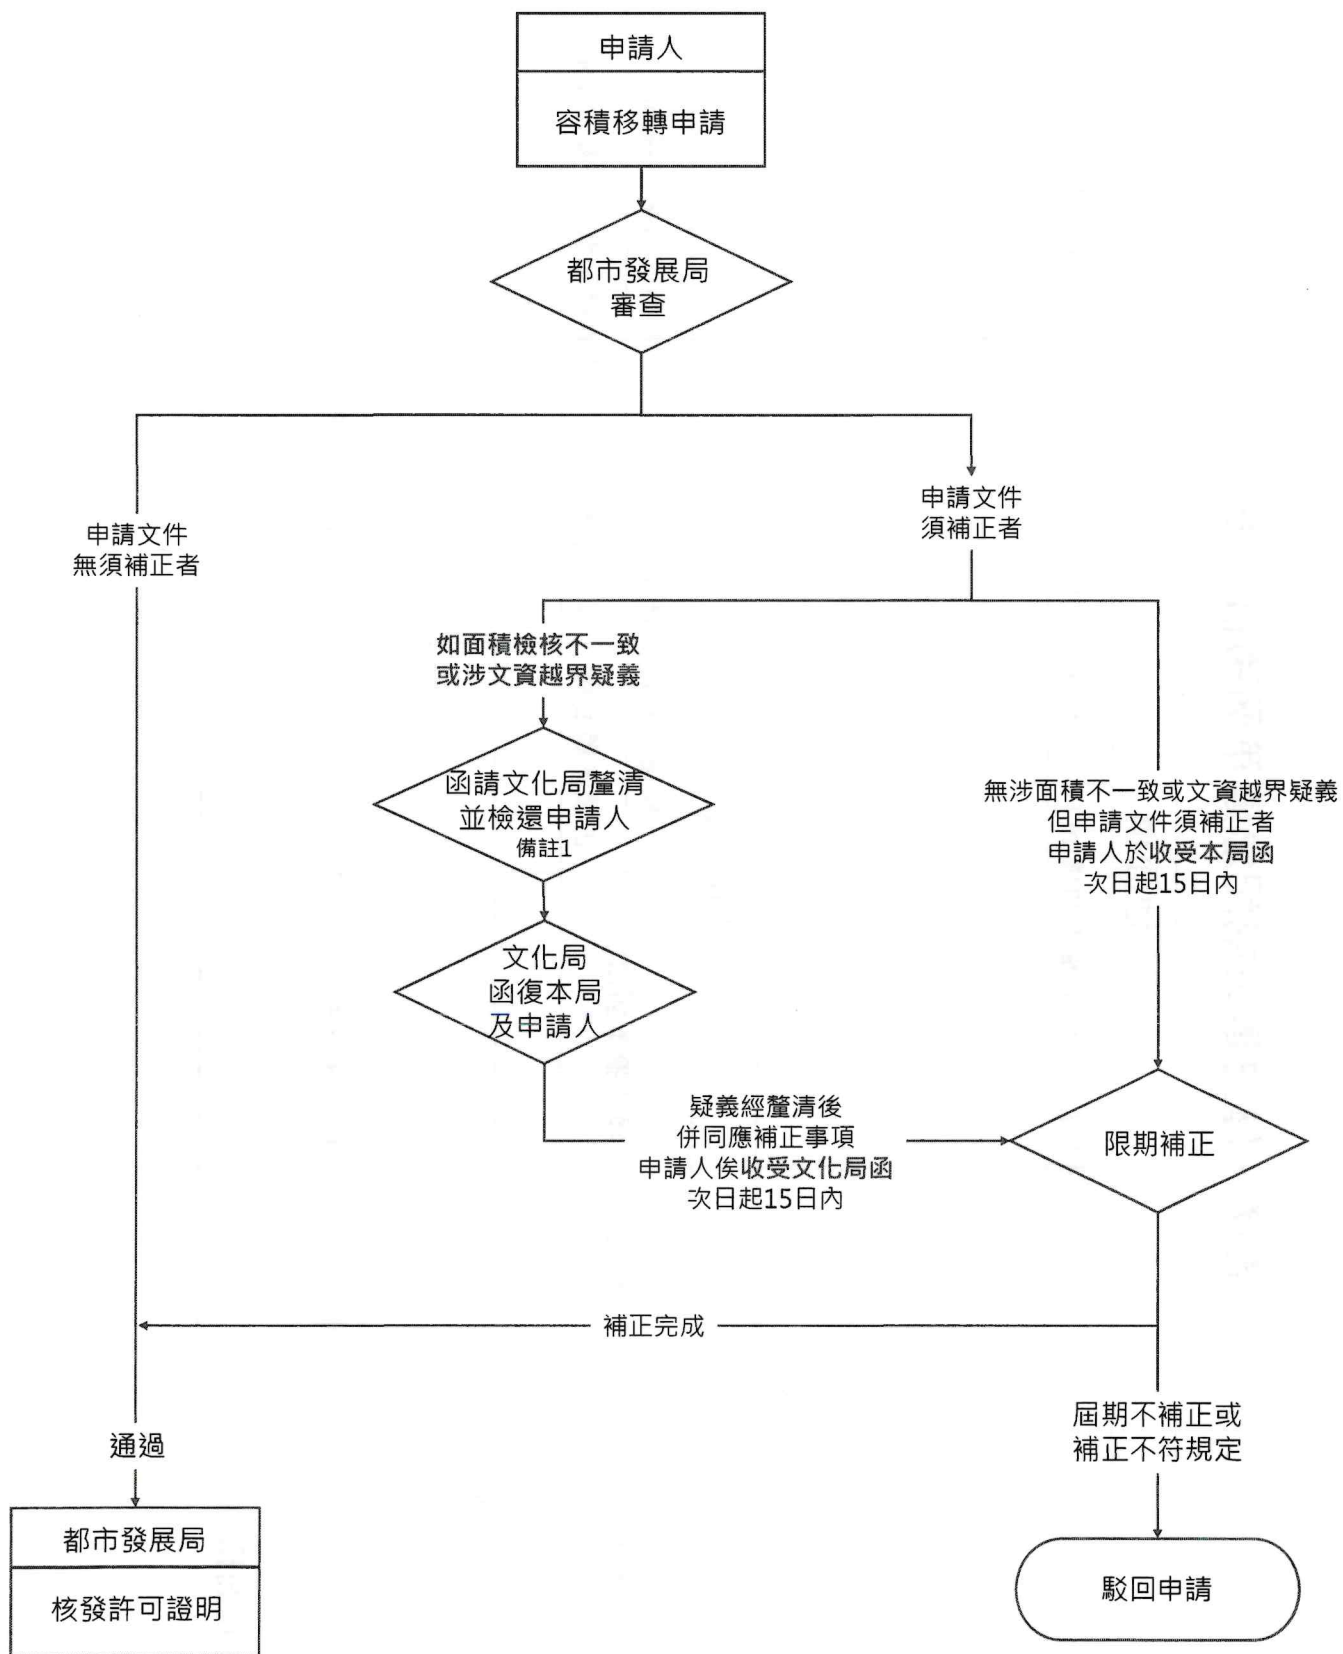 申請人
容積移轉申請
都市發展局
審查
申請文件
無須補正者
申請文件
須補正者
如面積檢核不一致
或涉文資越界疑義
函請文化局釐清
並檢還申請人
備註1
無涉面積不一致或文資越界疑義
但申請文件須補正者
申請人於收受本局函
次日起15日內
文化局
函復本局
及申請人
疑義經釐清後
併同應補正事項
申請人俟收受文化局函
次日起15日內
限期補正
補正完成
通過
屆期不補正或
補正不符規定
都市發展局
核發許可證明
駁回申請